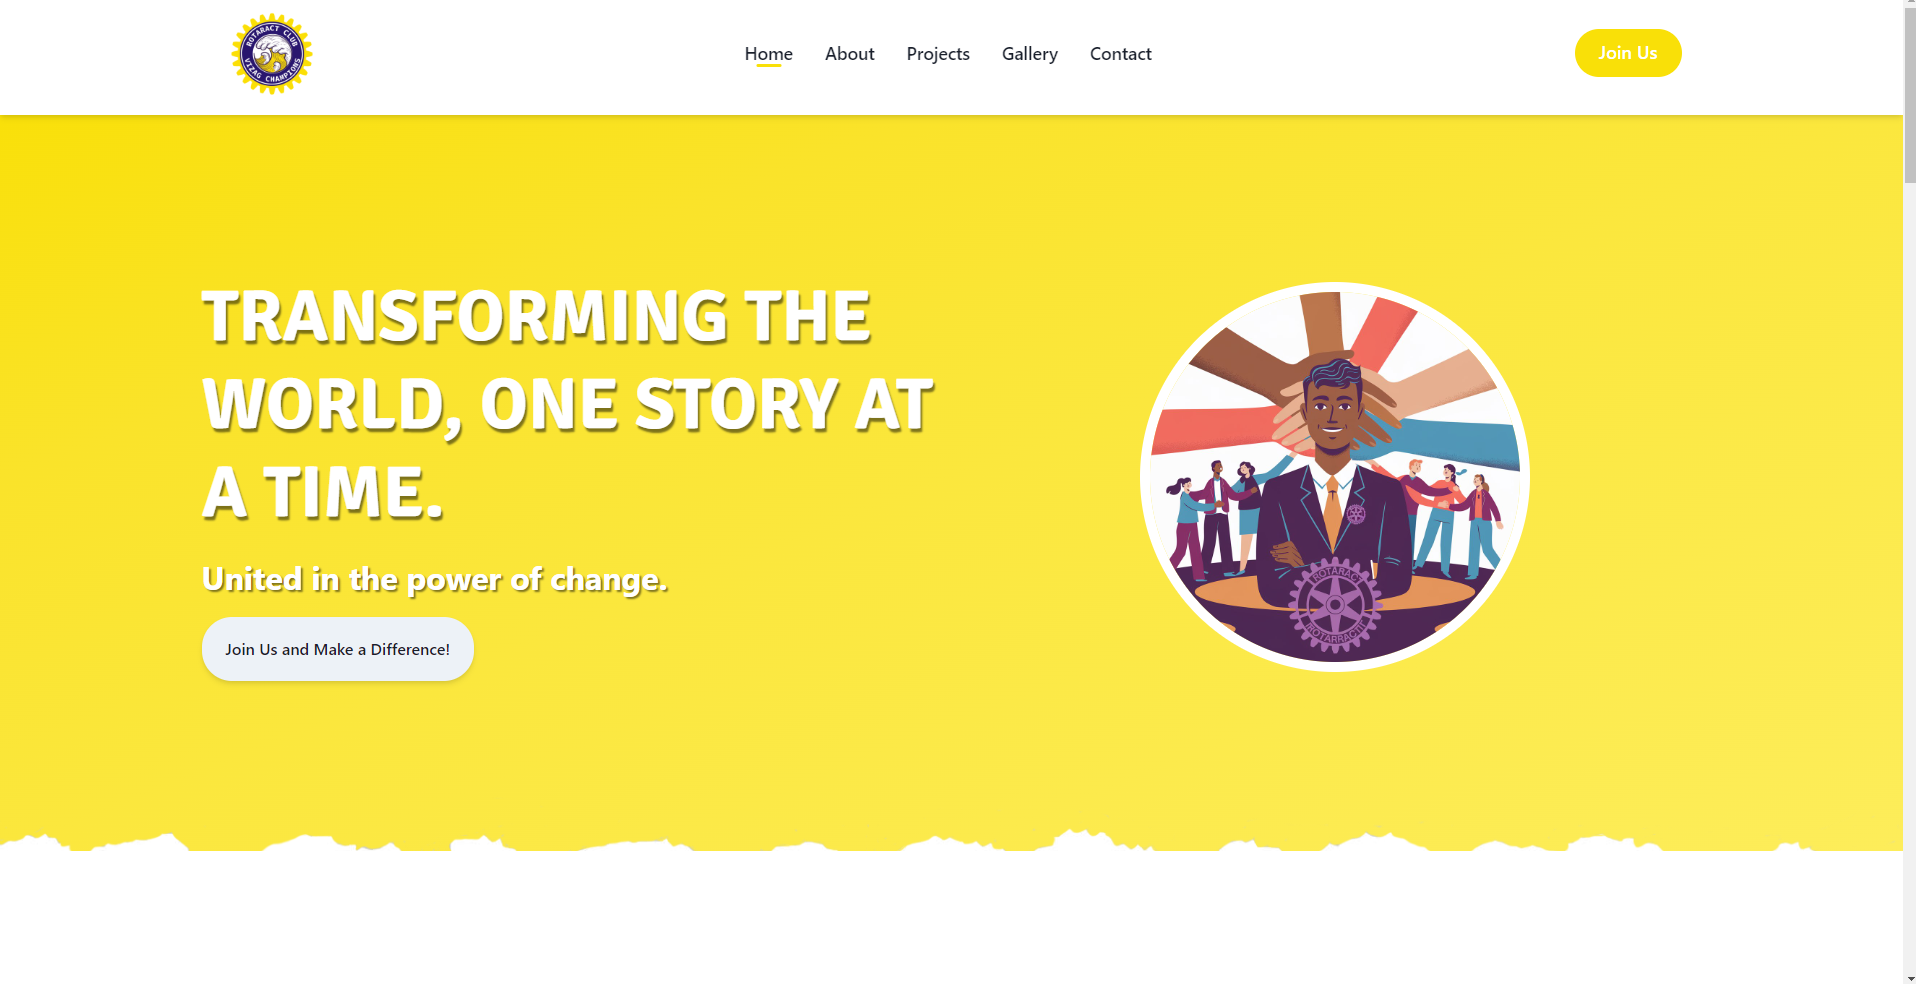 ROTARACT CLUB
VIZAG CHAMPIONS
Home
About
Projects
Gallery
Contact
Join Us
TRANSFORMING THE
WORLD, ONE STORY AT
A TIME.
United in the power of change.
Join Us and Make a Difference!
ROTARACT